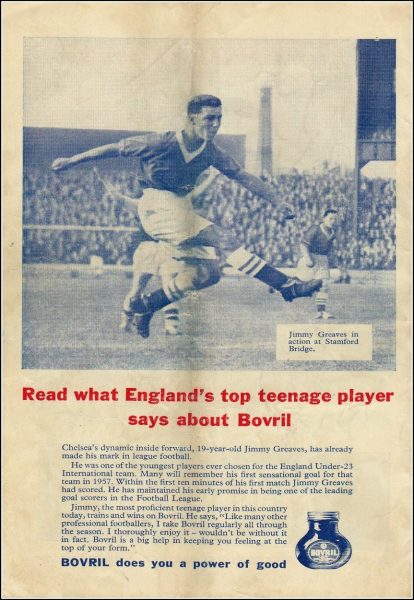 Jimmy Greaves in
action at Stamford
Bridge.
Read what England's top teenage player
says about Bovril
Chelsea's dynamic inside forward, 19-year-old Jimmy Greaves, has already
made his mark in league football.
He was one of the youngest players ever chosen for the England Under-23
International team. Many will remember his first sensational goal for that
team in 1957. Within the first ten minutes of his first match Jimmy Greaves
had scored. He has maintained his early promise in being one of the leading
goal scorers in the Football League.
Jimmy, the most proficient teenage player in this country
today, trains and wins on Bovril. He says, "Like many other
professional footballers, I take Bovril regularly all through
the season. I thoroughly enjoy it - wouldn't be without it
in fact. Bovril is a big help in keeping you feeling at the
top of your form."
BOVRIL
BOVRIL does you a power of good